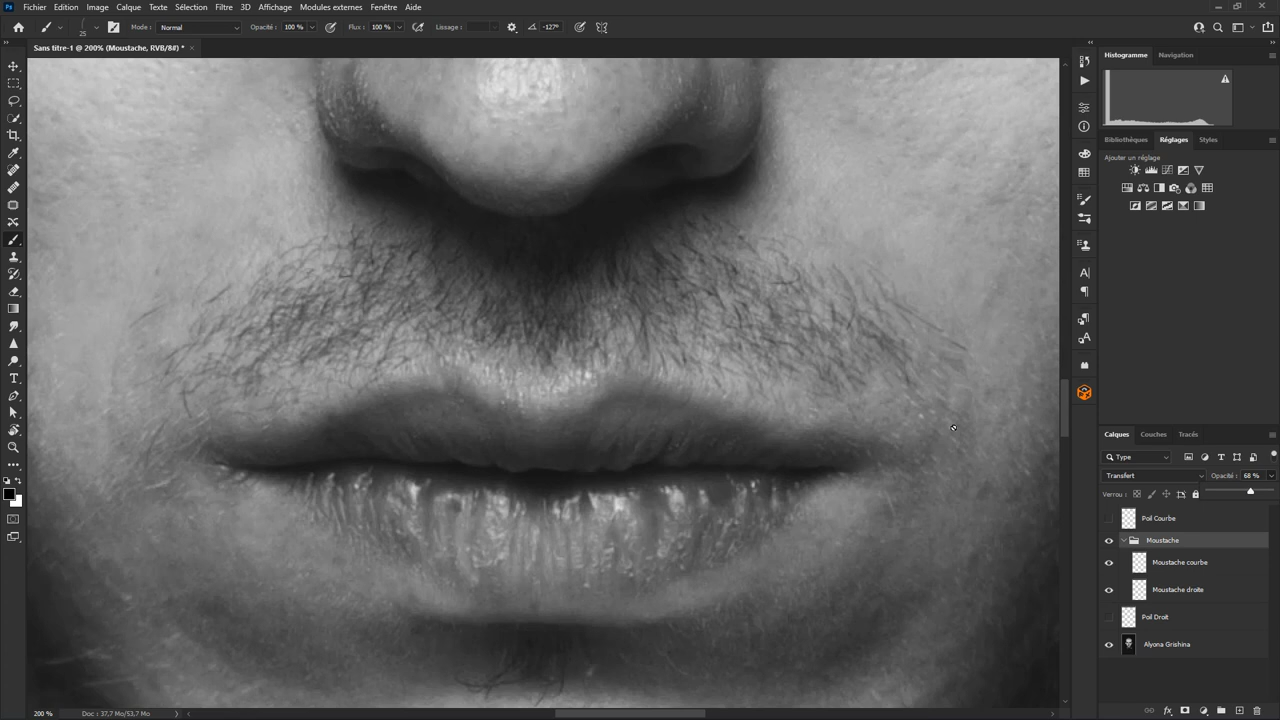 Ps Fichier Edition Image Calque Texte Sélection Filtre 3D Affichage Modules externes Fenêtre Aide
25 Mode : Normal Opacité : 100 % Flux : 100 % Lissage : -127°
Sans titre-1 @ 200% (Moustache, RVB/8#) * ×
Histogramme Navigation
Bibliothèques Réglages Styles
Ajouter un réglage
Calques Couches Tracés
Type
Transfert Opacité : 68 %
Verrou :
Poil Courbe
Moustache
Moustache courbe
Moustache droite
Poil Droit
Alyona Grishina
200 % Doc : 37,7 Mo/53,7 Mo